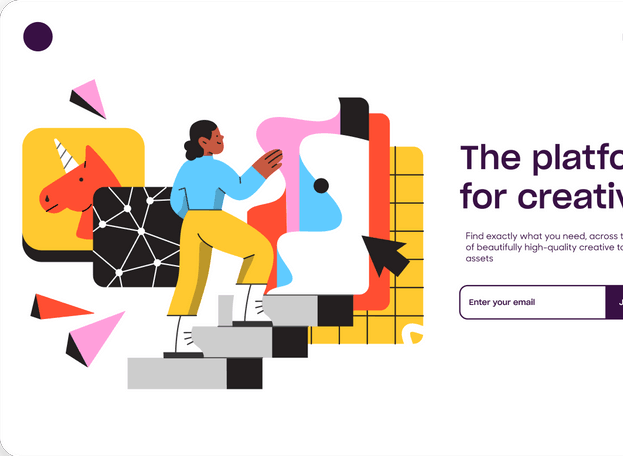 The platfo
for creativ
Find exactly what you need, across t
of beautifully high-quality creative to
assets
Enter your email
J